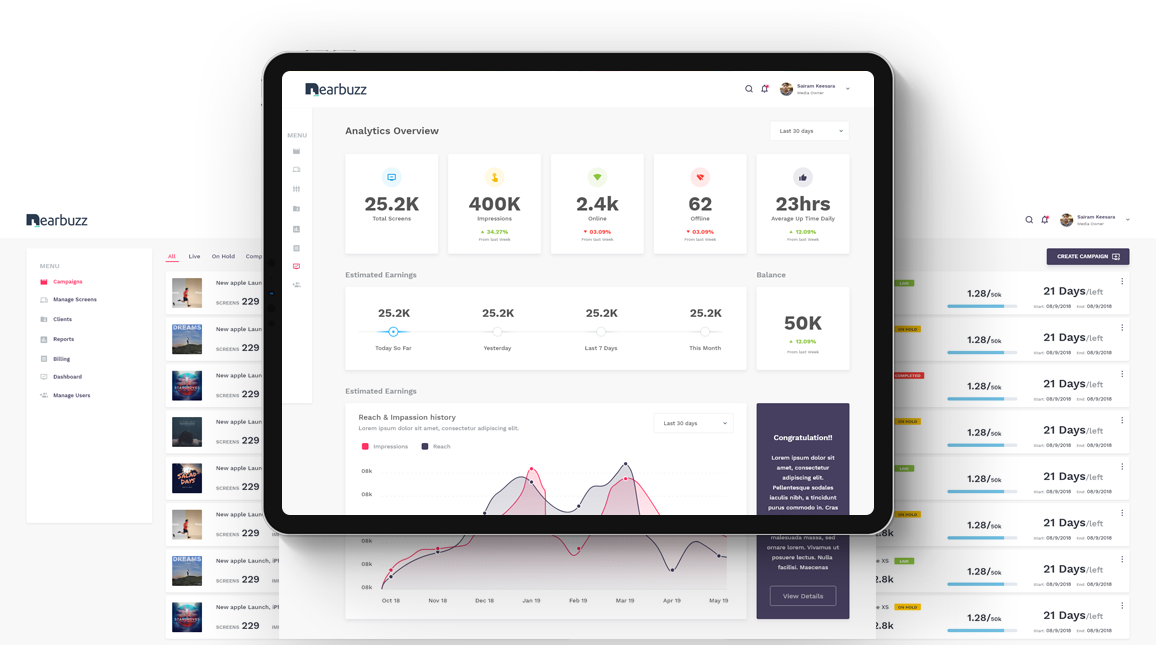 Nearbuzz
Sairam Keesara
Media Owner
Analytics Overview
Last 30 days
MENU
25.2K
Total Screens
400K
Impressions
34.27%
From last Week
2.4k
Online
03.09%
From last Week
62
Offline
03.09%
From last Week
23hrs
Average Up Time Daily
12.09%
From last Week
Estimated Earnings
25.2K
Today So Far
25.2K
Yesterday
25.2K
Last 7 Days
25.2K
This Month
Balance
50K
12.09%
From last Week
Estimated Earnings
Reach & Impassion history
Lorem ipsum dolor sit amet, consectetur adipiscing elit.
Last 30 days
Impressions
Reach
08k
08k
08k
08k
Oct 18 Nov 18 Dec 18 Jan 19 Feb 19 Mar 19 Apr 19 May 19
Congratulation!!
Lorem ipsum dolor sit
amet, consectetur
adipiscing elit.
Pellentesque sodales
iaculis nibh, a tincidunt
purus commodo in. Cras
malesuada massa, sed
ornare lorem. Vivamus ut
posuere lectus. Nulla
facilisi. Maecenas
View Details
Nearbuzz
MENU
Campaigns
Manage Screens
Clients
Reports
Billing
Dashboard
Manage Users
All Live On Hold Comp
New apple Laun
SCREENS 229
New apple Laun
SCREENS 229
DREAMS
New apple Laun
SCREENS 229
New apple Laun
SCREENS 229
New apple Laun
SCREENS 229
SALAD
DAYS
New apple Laun
SCREENS 229
New apple Launch, iPl
SCREENS 229
DREAMS
New apple Launch, iPl
SCREENS 229
Sairam Keesara
Media Owner
CREATE CAMPAIGN
LIVE
1.28/50k
21 Days/left
Start 08/9/2018 End 08/9/2018
ON HOLD
1.28/50k
21 Days/left
Start 08/9/2018 End 08/9/2018
COMPLETED
1.28/50k
21 Days/left
Start 08/9/2018 End 08/9/2018
ON HOLD
1.28/50k
21 Days/left
Start 08/9/2018 End 08/9/2018
LIVE
1.28/50k
21 Days/left
Start 08/9/2018 End 08/9/2018
ON HOLD
1.28/50k
21 Days/left
Start 08/9/2018 End 08/9/2018
e XS LIVE
2.8k
1.28/50k
21 Days/left
Start 08/9/2018 End 08/9/2018
e XS ON HOLD
2.8k
1.28/50k
21 Days/left
Start 08/9/2018 End 08/9/2018